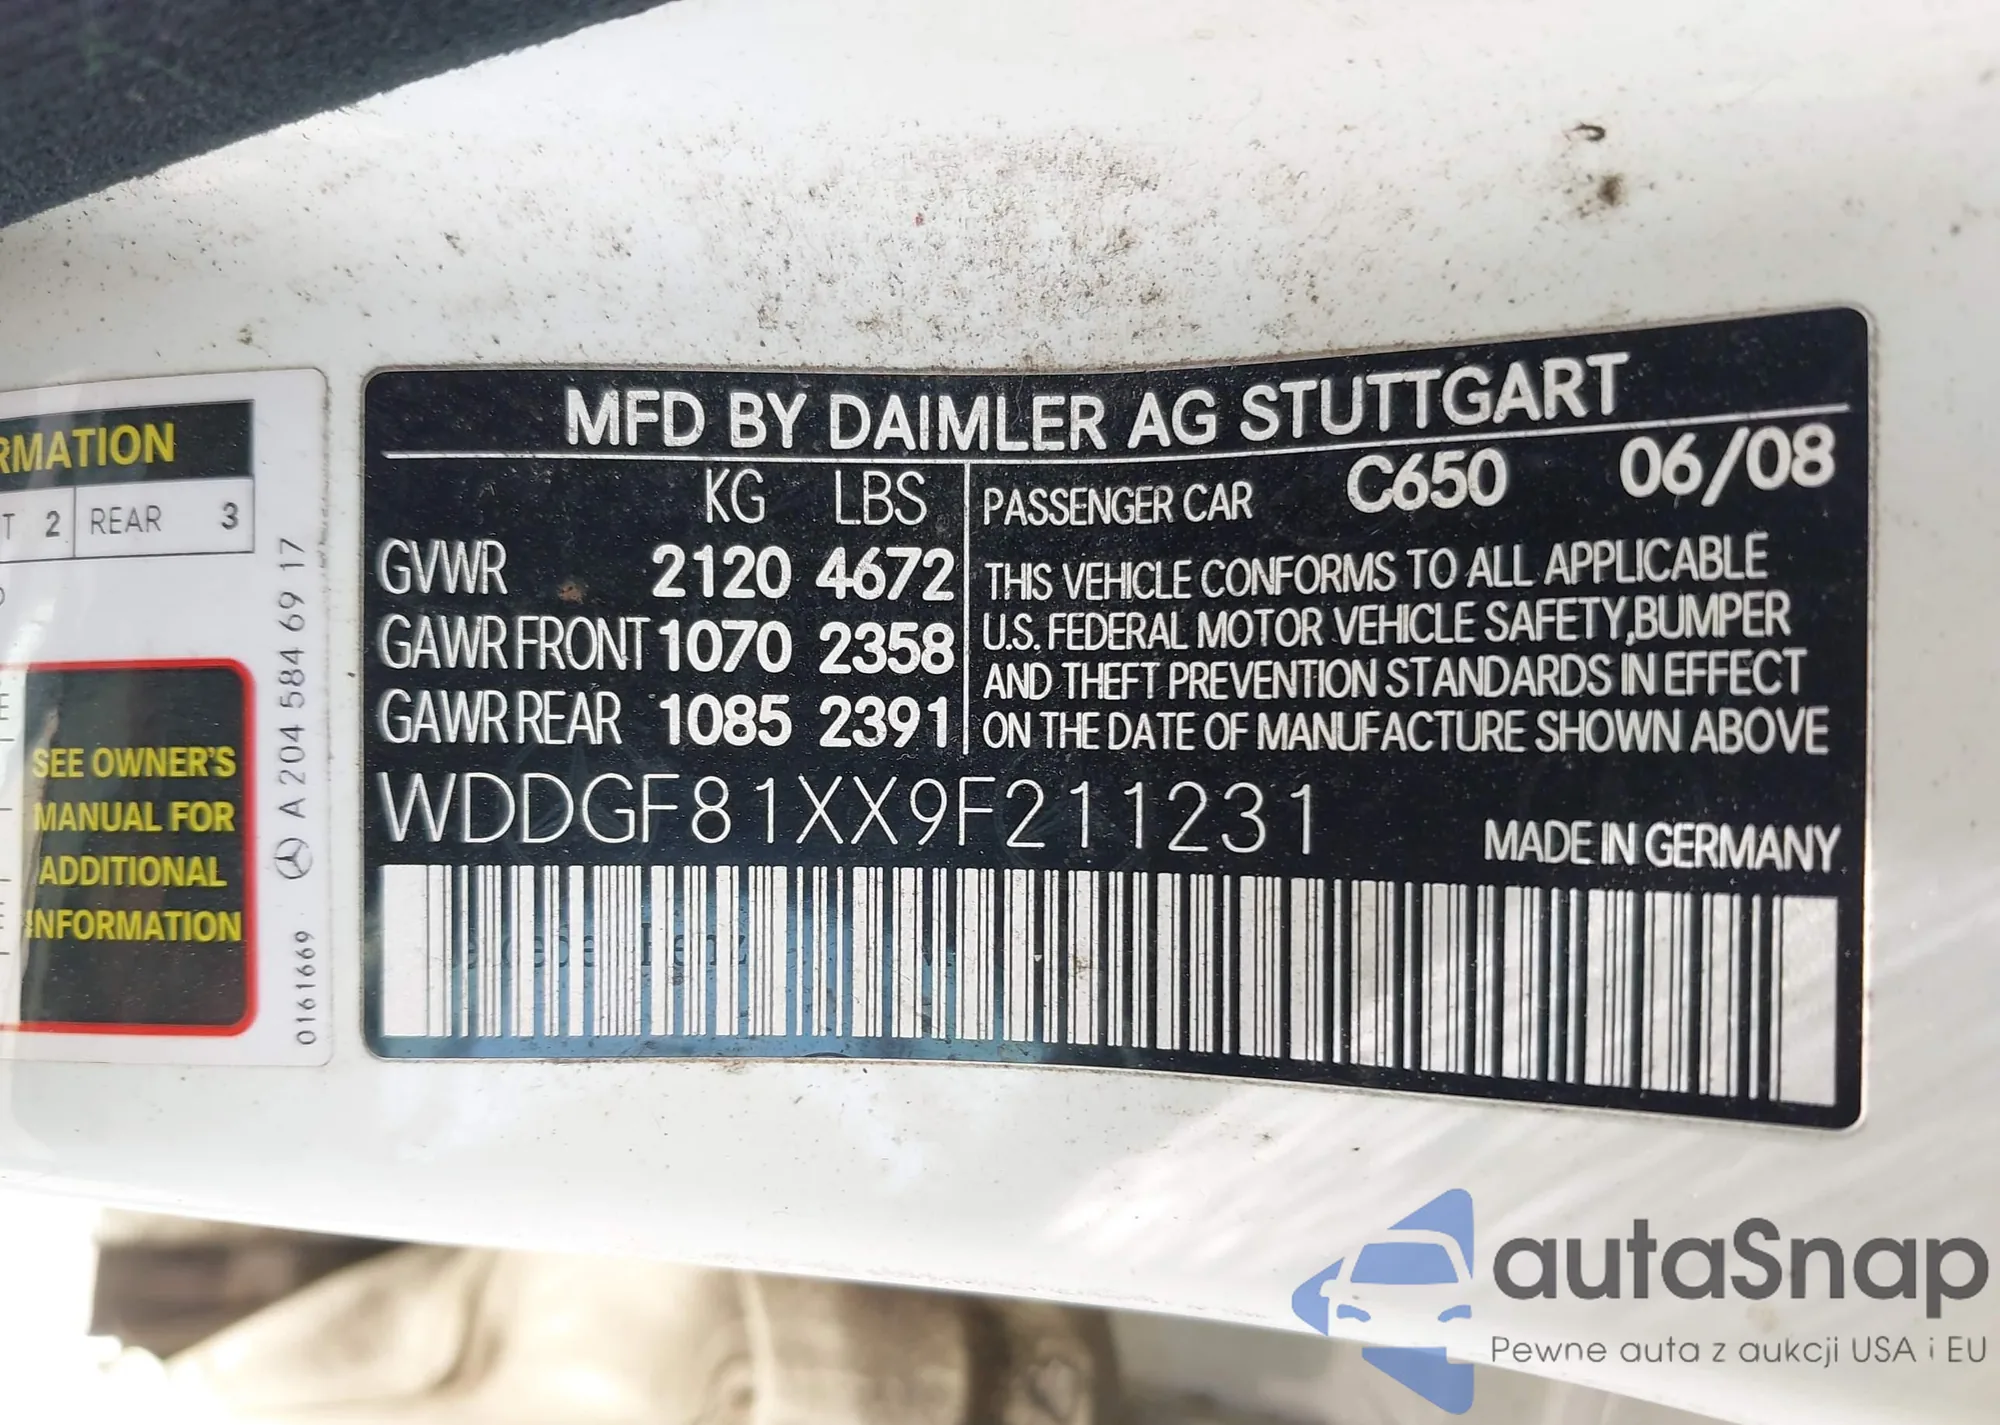 MFD BY DAIMLER AG STUTTGART
KG LBS
PASSENGER CAR C650 06/08
GVWR 2120 4672
GAWR FRONT 1070 2358
GAWR REAR 1085 2391
THIS VEHICLE CONFORMS TO ALL APPLICABLE
U.S. FEDERAL MOTOR VEHICLE SAFETY,BUMPER
AND THEFT PREVENTION STANDARDS IN EFFECT
ON THE DATE OF MANUFACTURE SHOWN ABOVE
WDDGF81XX9F211231
MADE IN GERMANY
RMATION
T 2 REAR 3
SEE OWNER'S
MANUAL FOR
ADDITIONAL
INFORMATION
A 204 584 69 17
0161669
autaSnap
Pewne auta z aukcji USA i EU